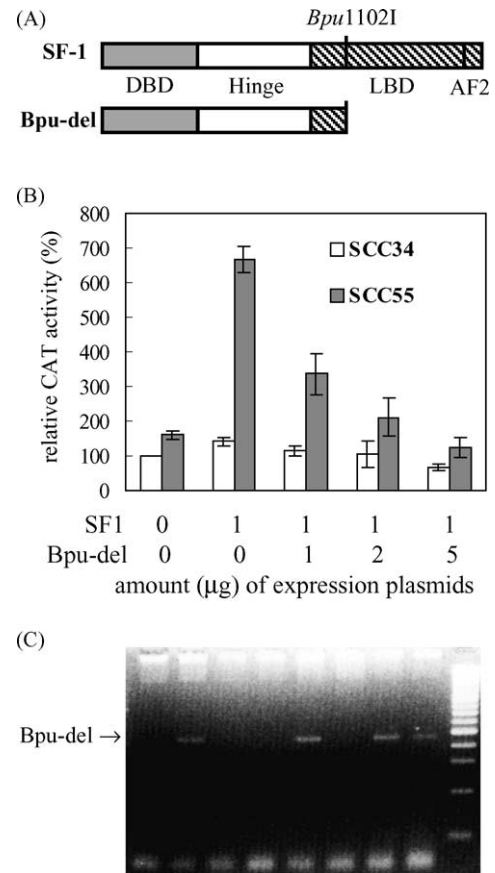 (A)
Bpu1102I
SF-1
DBD Hinge LBD AF2
Bpu-del
(B)
800
700
600
500
400
300
200
100
0
relative CAT activity (%)
SCC34
SCC55
SF1 0 1 1 1 1
Bpu-del 0 0 1 2 5
amount (μg) of expression plasmids
(C)
Bpu-del →